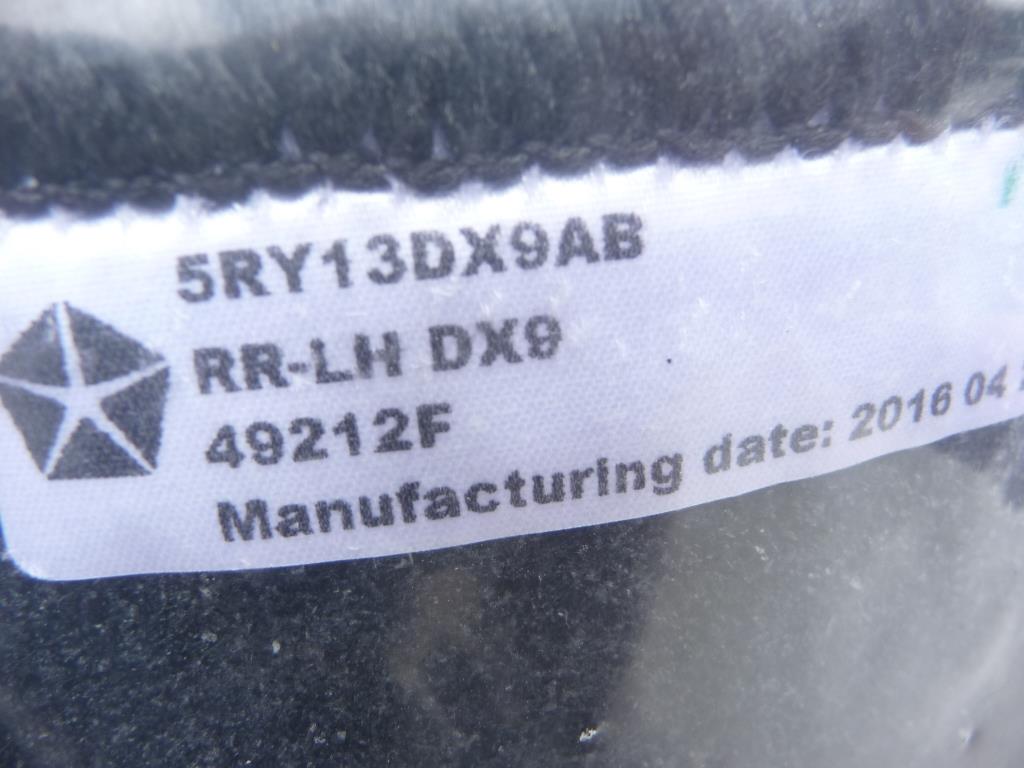 5RY13DX9AB
RR-LH DX9
49212F
Manufacturing date: 2016 04